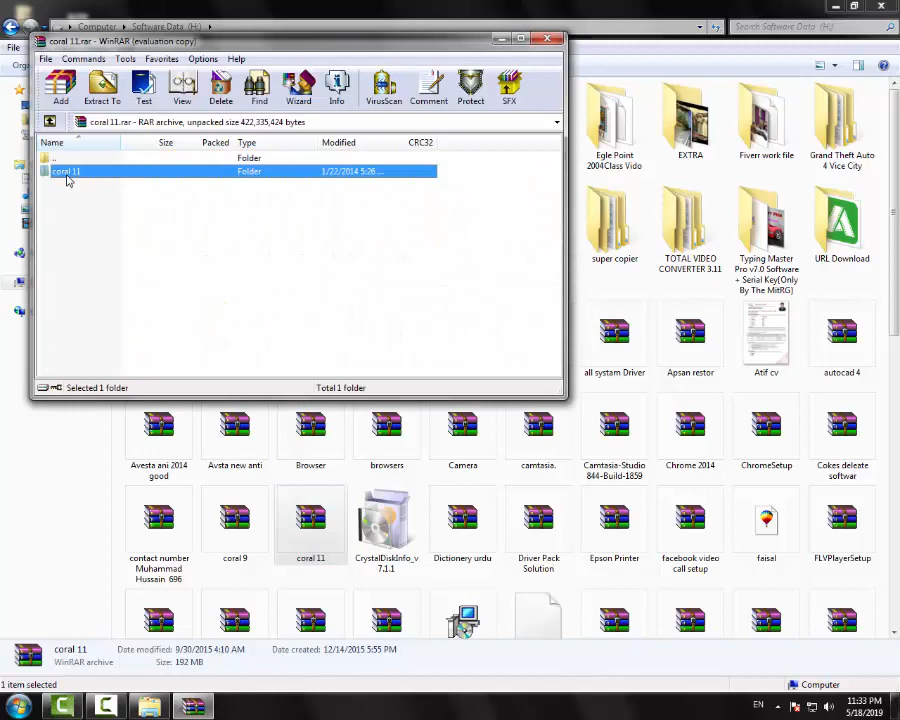 Computer
Software Data (H:)
Search Software Data (H:)
File
Orga
coral 11.rar - WinRAR (evaluation copy)
File Commands Tools Favorites Options Help
Add Extract To Test View Delete Find Wizard Info VirusScan Comment Protect SFX
coral 11.rar - RAR archive, unpacked size 422,335,424 bytes
Name Size Packed Type Modified CRC32
.. Folder
coral 11 Folder 1/22/2014 5:26 ...
Selected 1 folder Total 1 folder
Egle Point 2004Class Vido
EXTRA
Fiverr work file
Grand Theft Auto 4 Vice City
super copier
TOTAL VIDEO CONVERTER 3.11
Typing Master Pro v7.0 Software + Serial Key{Only By The MitRG}
URL Download
all systam Driver
Apsan restor
Atif cv
autocad 4
Avesta ani 2014 good
Avsta new anti
Browser
browsers
Camera
camtasia.
Camtasia-Studio 844-Build-1859
Chrome 2014
ChromeSetup
Cokes deleate softwar
contact number Muhammad Hussain 696
coral 9
coral 11
CrystalDiskInfo_v7.1.1
Dictionery urdu
Driver Pack Solution
Epson Printer
facebook video call setup
faisal
FLVPlayerSetup
coral 11 Date modified: 9/30/2015 4:10 AM Date created: 12/14/2015 5:55 PM
WinRAR archive Size: 192 MB
1 item selected
Computer
EN
11:33 PM
5/18/2019